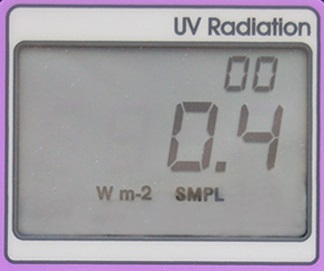 UV Radiation
00
0.4
W m-2 SMPL